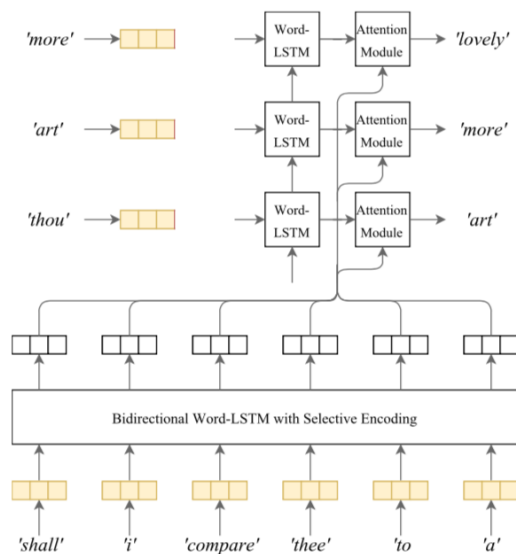 'more' Word-LSTM Attention Module 'lovely'
'art' Word-LSTM Attention Module 'more'
'thou' Word-LSTM Attention Module 'art'
Bidirectional Word-LSTM with Selective Encoding
'shall' 'i' 'compare' 'thee' 'to 'a'